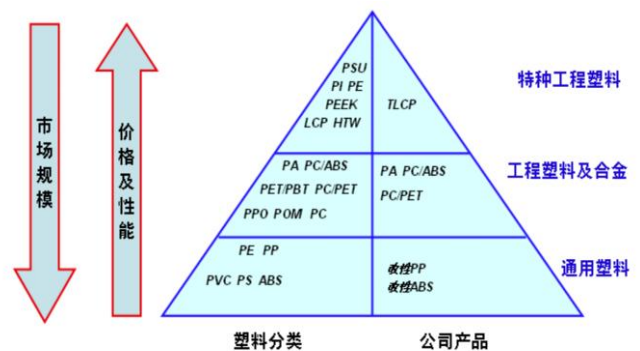 市场规模
价格及性能
PSU
PI PE
PEEK
LCP HTW
TLCP
特种工程塑料
PA PC/ABS
PET/PBT PC/PET
PPO POM PC
PA PC/ABS
PC/PET
工程塑料及合金
PE PP
PVC PS ABS
改性PP
改性ABS
通用塑料
塑料分类
公司产品